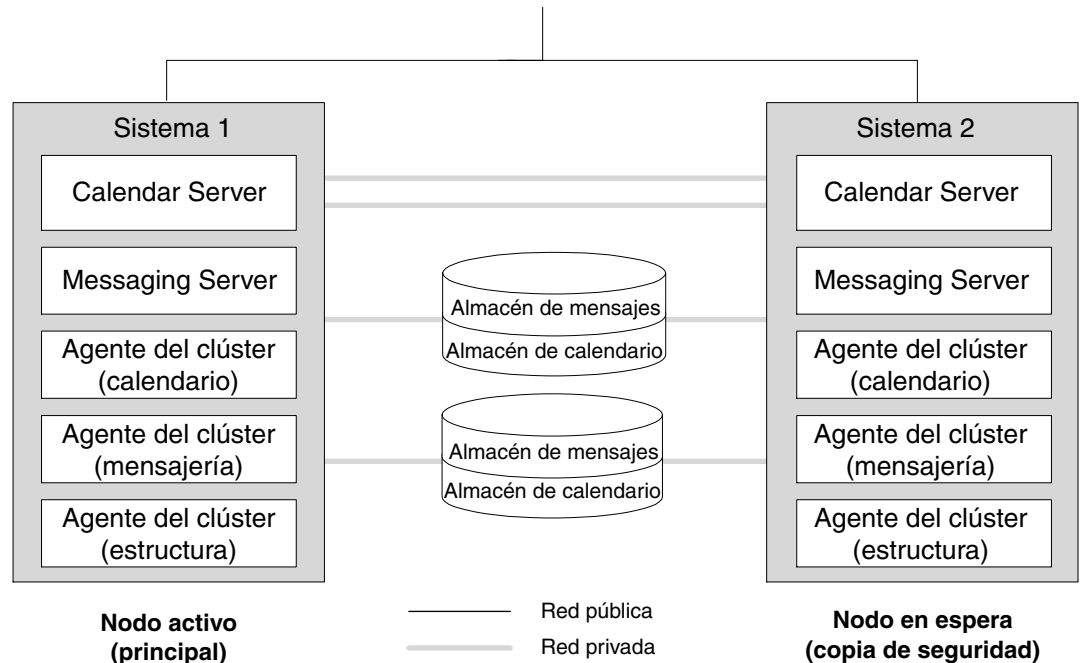 Sistema 1
Calendar Server
Messaging Server
Agente del clúster
(calendario)
Agente del clúster
(mensajería)
Agente del clúster
(estructura)
Nodo activo
(principal)
Almacén de mensajes
Almacén de calendario
Almacén de mensajes
Almacén de calendario
Red pública
Red privada
Sistema 2
Calendar Server
Messaging Server
Agente del clúster
(calendario)
Agente del clúster
(mensajería)
Agente del clúster
(estructura)
Nodo en espera
(copia de seguridad)